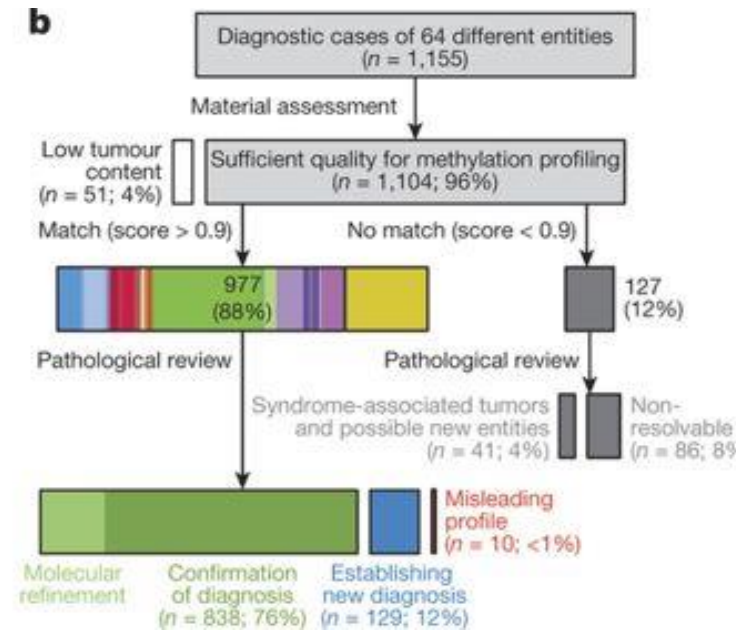 b
Diagnostic cases of 64 different entities
(n = 1,155)
Material assessment
Low tumour
content
(n = 51; 4%)
Sufficient quality for methylation profiling
(n = 1,104; 96%)
Match (score > 0.9)
No match (score < 0.9)
977
(88%)
127
(12%)
Pathological review
Pathological review
Syndrome-associated tumors
and possible new entities
(n = 41; 4%)
Non-
resolvable
(n = 86; 8%
Misleading
profile
(n = 10; <1%)
Molecular
refinement
Confirmation
of diagnosis
(n = 838; 76%)
Establishing
new diagnosis
(n = 129; 12%)